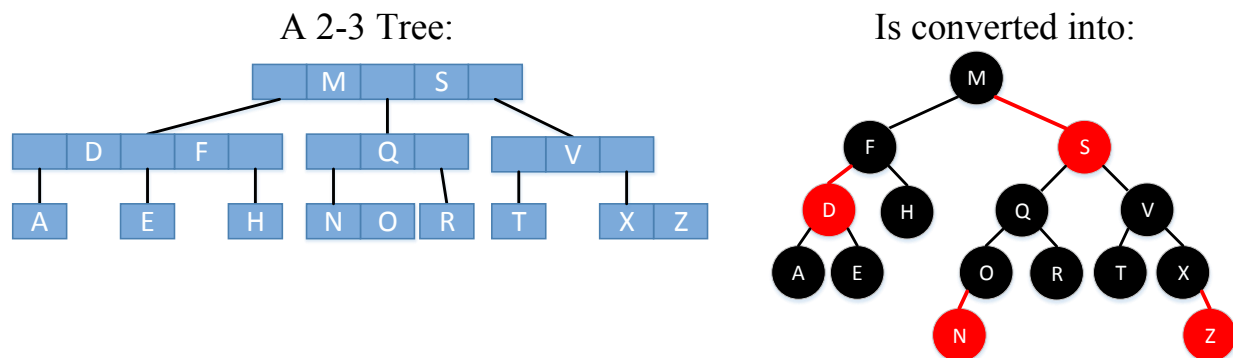 A 2-3 Tree:
M S
D F Q V
A E H N O R T X Z
Is converted into:
M
F S
D H Q V
A E O R T X
N Z